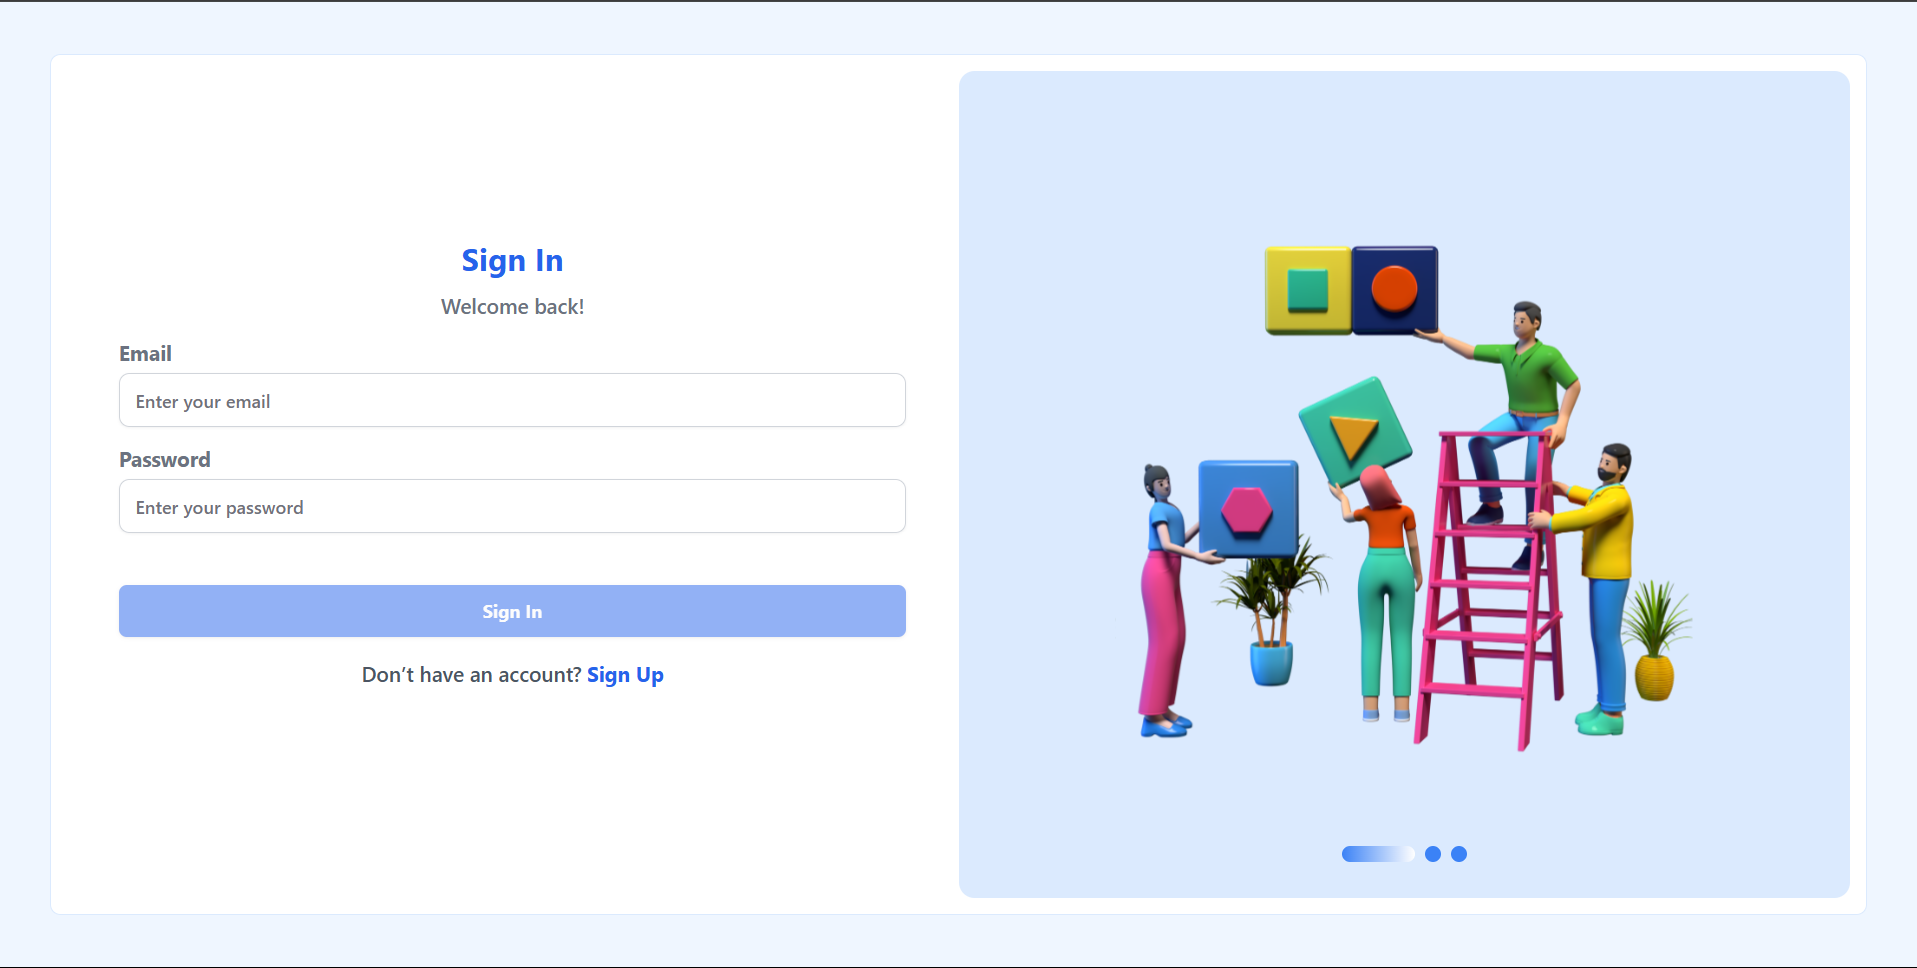 Sign In
Welcome back!
Email
Enter your email
Password
Enter your password
Sign In
Don’t have an account? Sign Up